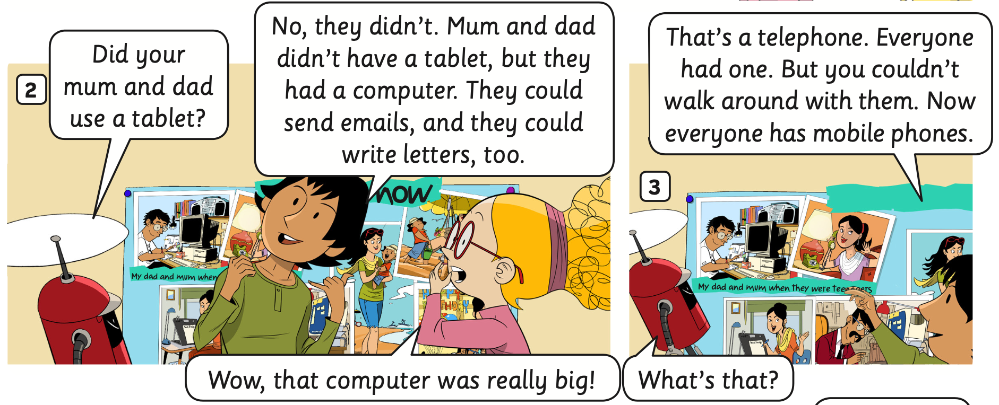 2
Did your
mum and dad
use a tablet?
No, they didn't. Mum and dad
didn't have a tablet, but they
had a computer. They could
send emails, and they could
write letters, too.
now
My dad and mum when
Wow, that computer was really big!
3
What's that?
That's a telephone. Everyone
had one. But you couldn't
walk around with them. Now
everyone has mobile phones.
My dad and mum when they were teenagers